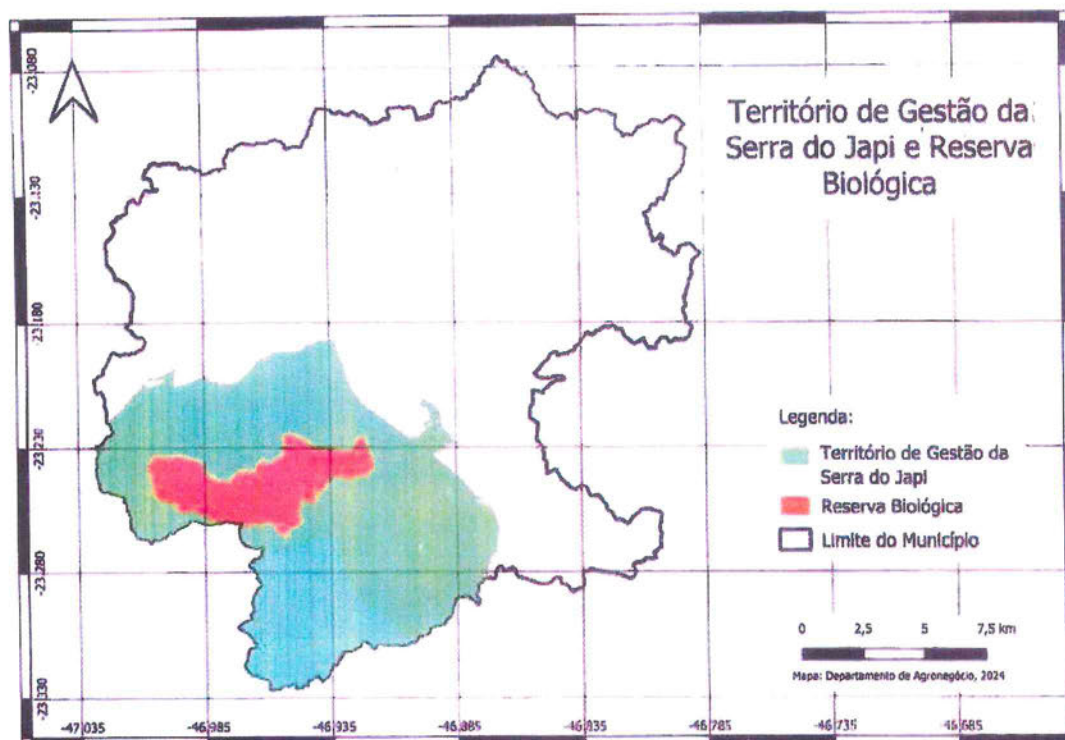 Território de Gestão da
Serra do Japi e Reserva
Biológica
-23.080
-23.130
-23.180
-23.230
-23.280
-23.330
Legenda:
Território de Gestão da
Serra do Japi
Reserva Biológica
Limite do Município
0 2,5 5 7,5 km
Mapa: Departamento de Agronegócio, 2024
-47.035 -46.985 -46.935 -46.885 -46.835 -46.785 -46.735 -46.685